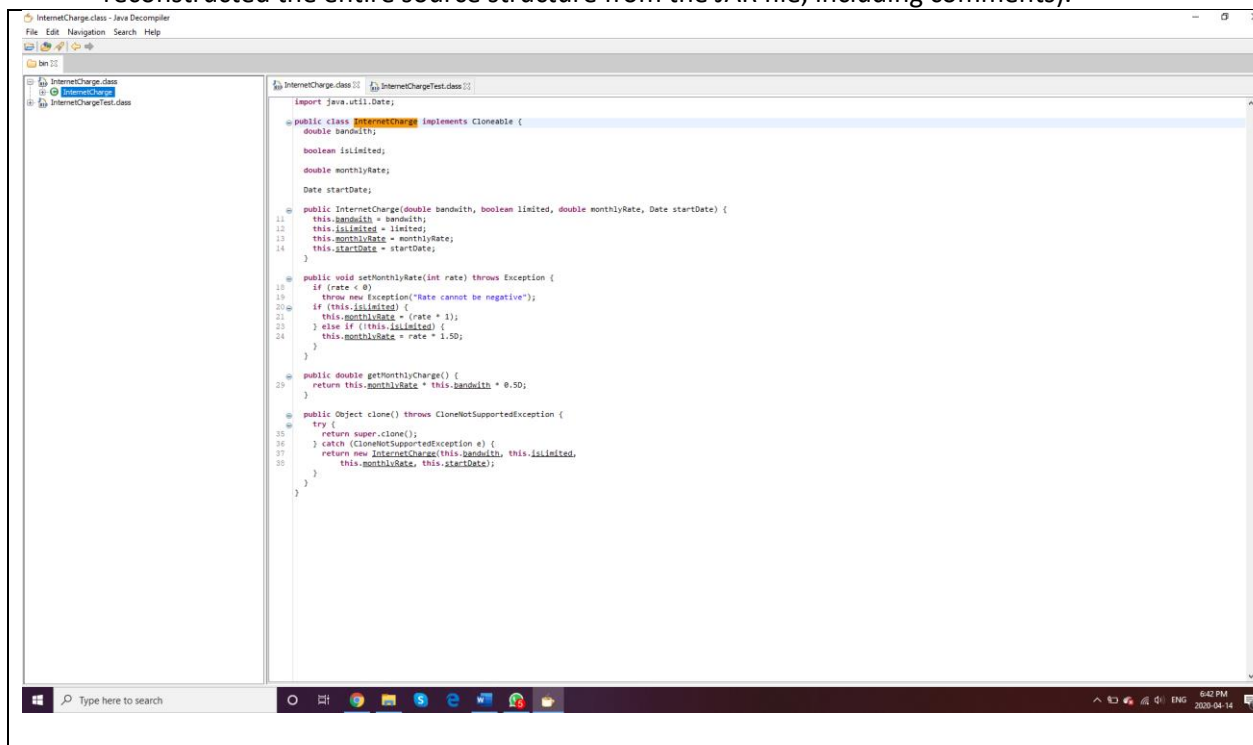 reconstructed the entire source structure from the JAR file, including comments).
InternetCharge.class - Java Decompiler
File Edit Navigation Search Help
bin
InternetCharge.class
InternetCharge
InternetChargeTest.class
InternetCharge.class InternetChargeTest.class
import java.util.Date;
public class InternetCharge implements Cloneable {
double bandwith;
boolean isLimited;
double monthlyRate;
Date startDate;
public InternetCharge(double bandwith, boolean limited, double monthlyRate, Date startDate) {
11 this.bandwith = bandwith;
12 this.isLimited = limited;
13 this.monthlyRate = monthlyRate;
14 this.startDate = startDate;
}
public void setMonthlyRate(int rate) throws Exception {
18 if (rate < 0)
19 throw new Exception("Rate cannot be negative");
20 if (this.isLimited) {
21 this.monthlyRate = (rate * 1);
23 } else if (!this.isLimited) {
24 this.monthlyRate = rate * 1.5D;
}
}
public double getMonthlyCharge() {
29 return this.monthlyRate * this.bandwith * 0.5D;
}
public Object clone() throws CloneNotSupportedException {
try {
35 return super.clone();
36 } catch (CloneNotSupportedException e) {
37 return new InternetCharge(this.bandwith, this.isLimited,
38 this.monthlyRate, this.startDate);
}
}
}
Type here to search
ENG
6:42 PM
2020-04-14